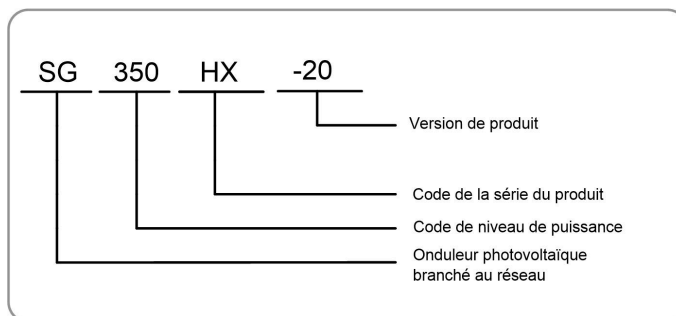 SG 350 HX -20
Version de produit
Code de la série du produit
Code de niveau de puissance
Onduleur photovoltaïque
branché au réseau